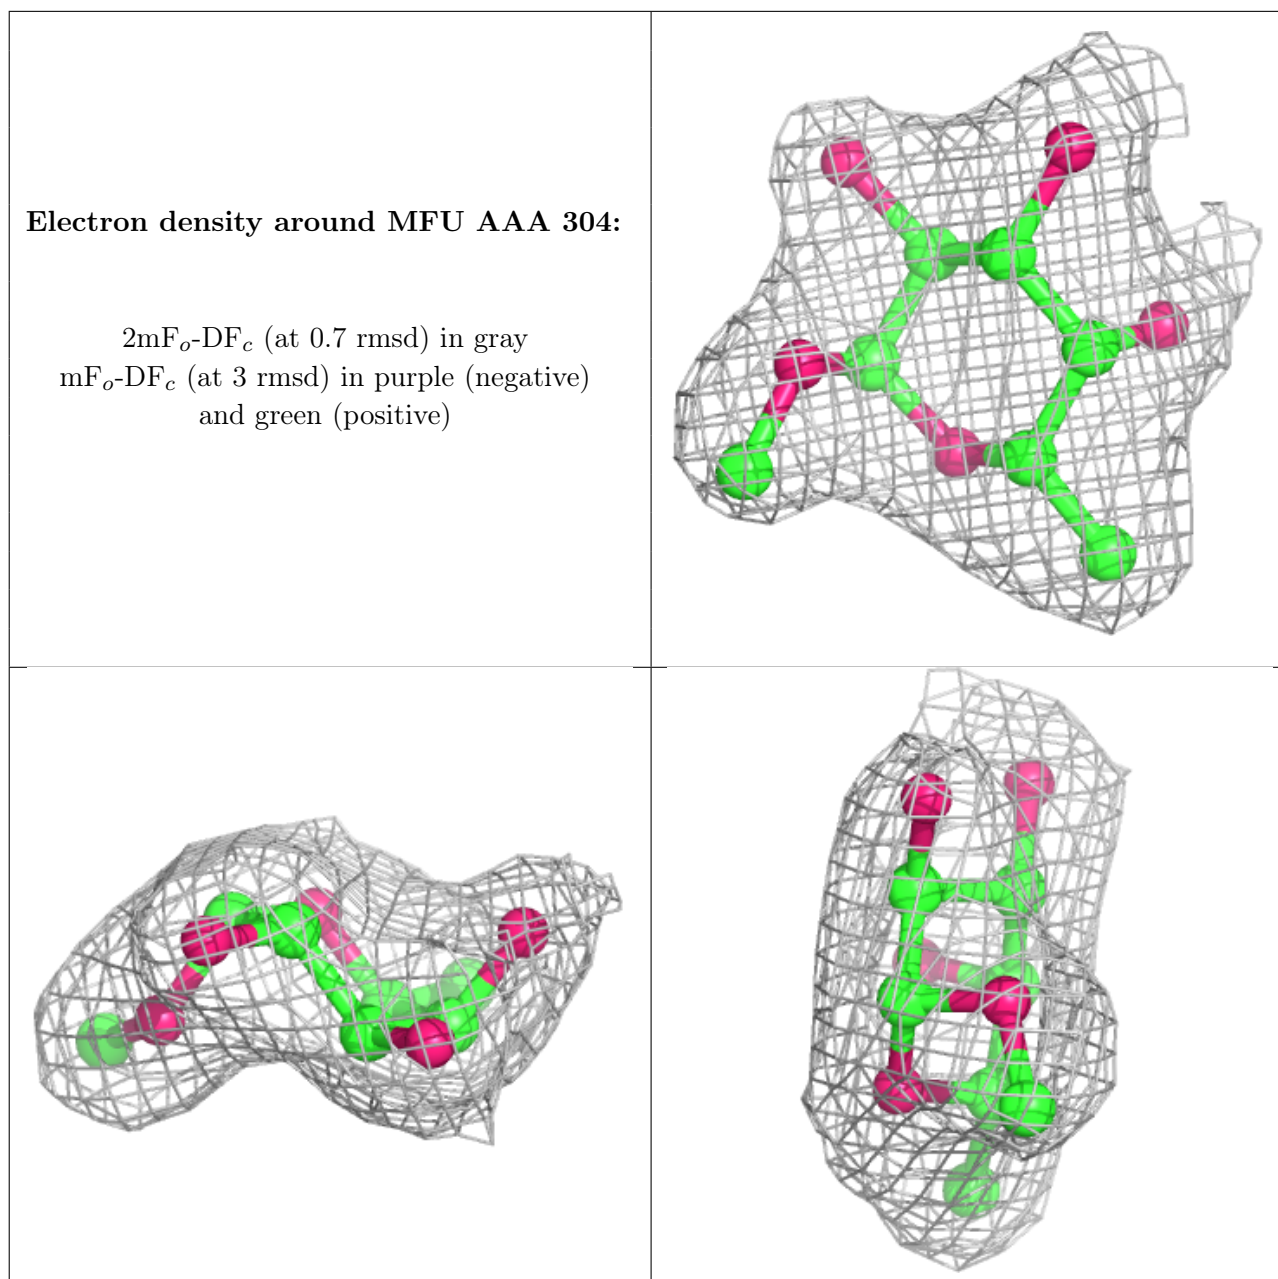 Electron density around MFU AAA 304:
2mFo-DFc (at 0.7 rmsd) in gray
mFo-DFc (at 3 rmsd) in purple (negative)
and green (positive)